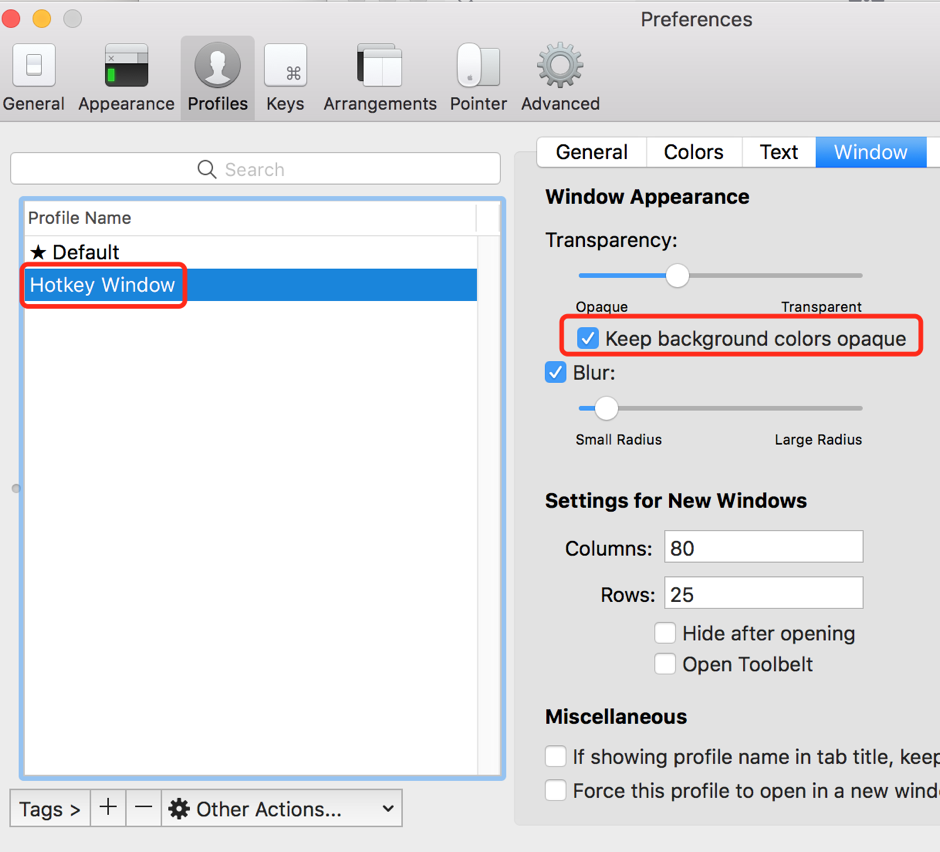 Preferences
General Appearance Profiles Keys Arrangements Pointer Advanced
Search
Profile Name
★ Default
Hotkey Window
Tags > + − Other Actions...
General Colors Text Window
Window Appearance
Transparency:
Opaque Transparent
Keep background colors opaque
Blur:
Small Radius Large Radius
Settings for New Windows
Columns: 80
Rows: 25
Hide after opening
Open Toolbelt
Miscellaneous
If showing profile name in tab title, keep
Force this profile to open in a new windo